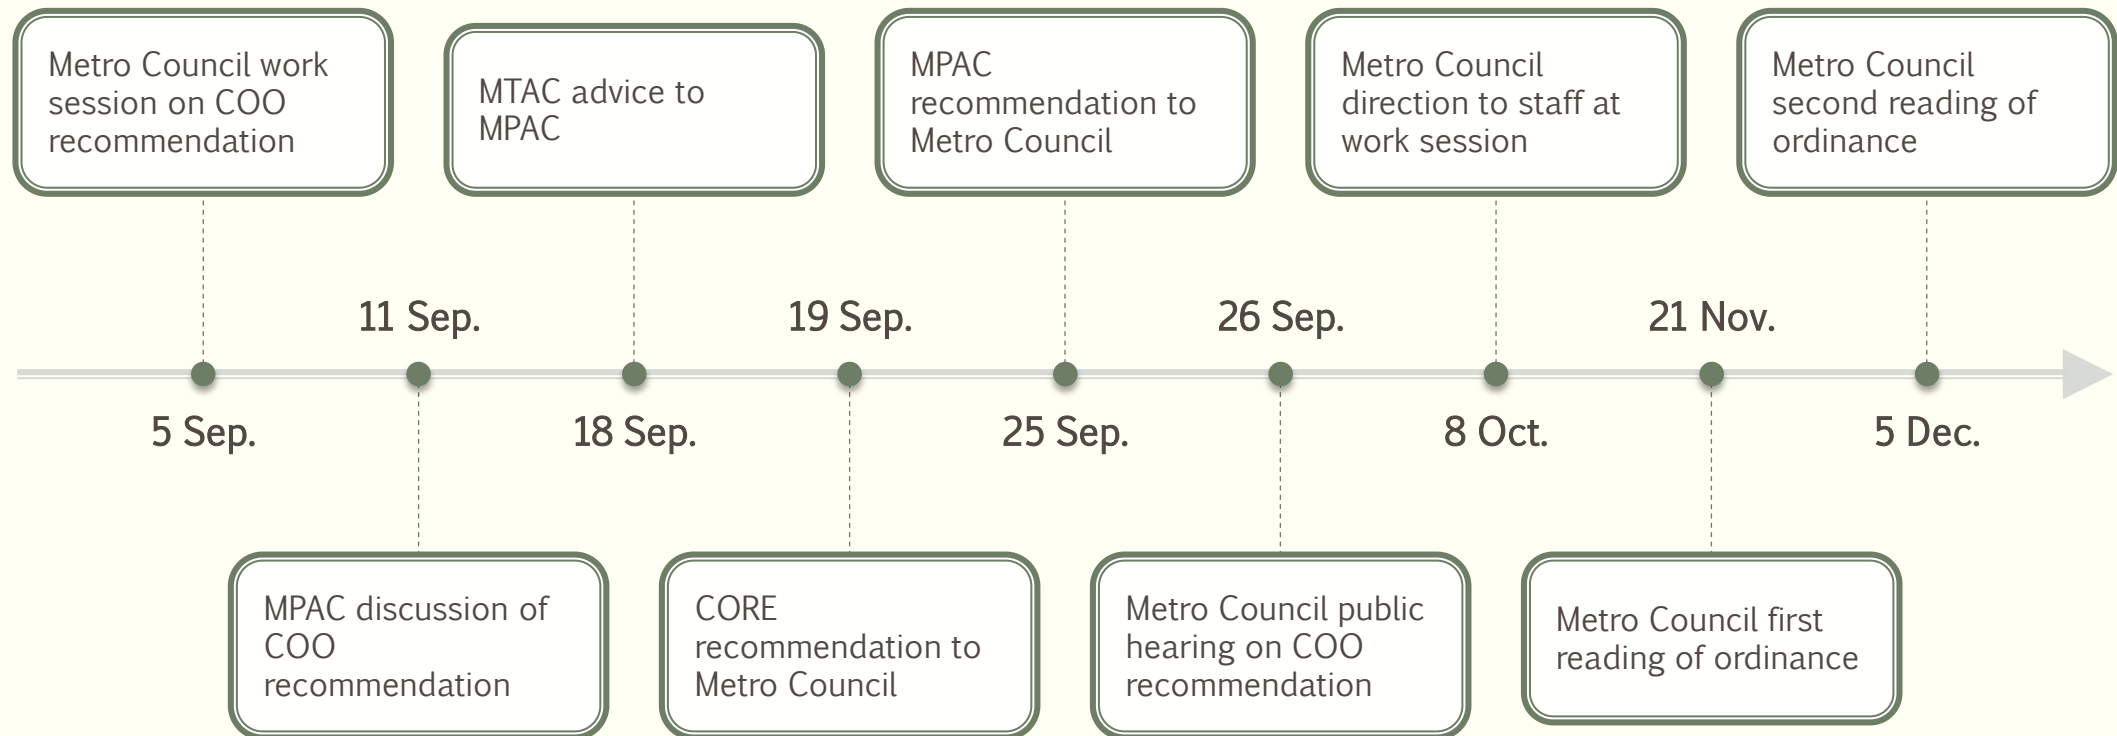 Metro Council work
session on COO
recommendation
MTAC advice to
MPAC
MPAC
recommendation to
Metro Council
Metro Council
direction to staff at
work session
Metro Council
second reading of
ordinance
11 Sep.
19 Sep.
26 Sep.
21 Nov.
5 Sep.
18 Sep.
25 Sep.
8 Oct.
5 Dec.
MPAC discussion of
COO
recommendation
CORE
recommendation to
Metro Council
Metro Council public
hearing on COO
recommendation
Metro Council first
reading of ordinance